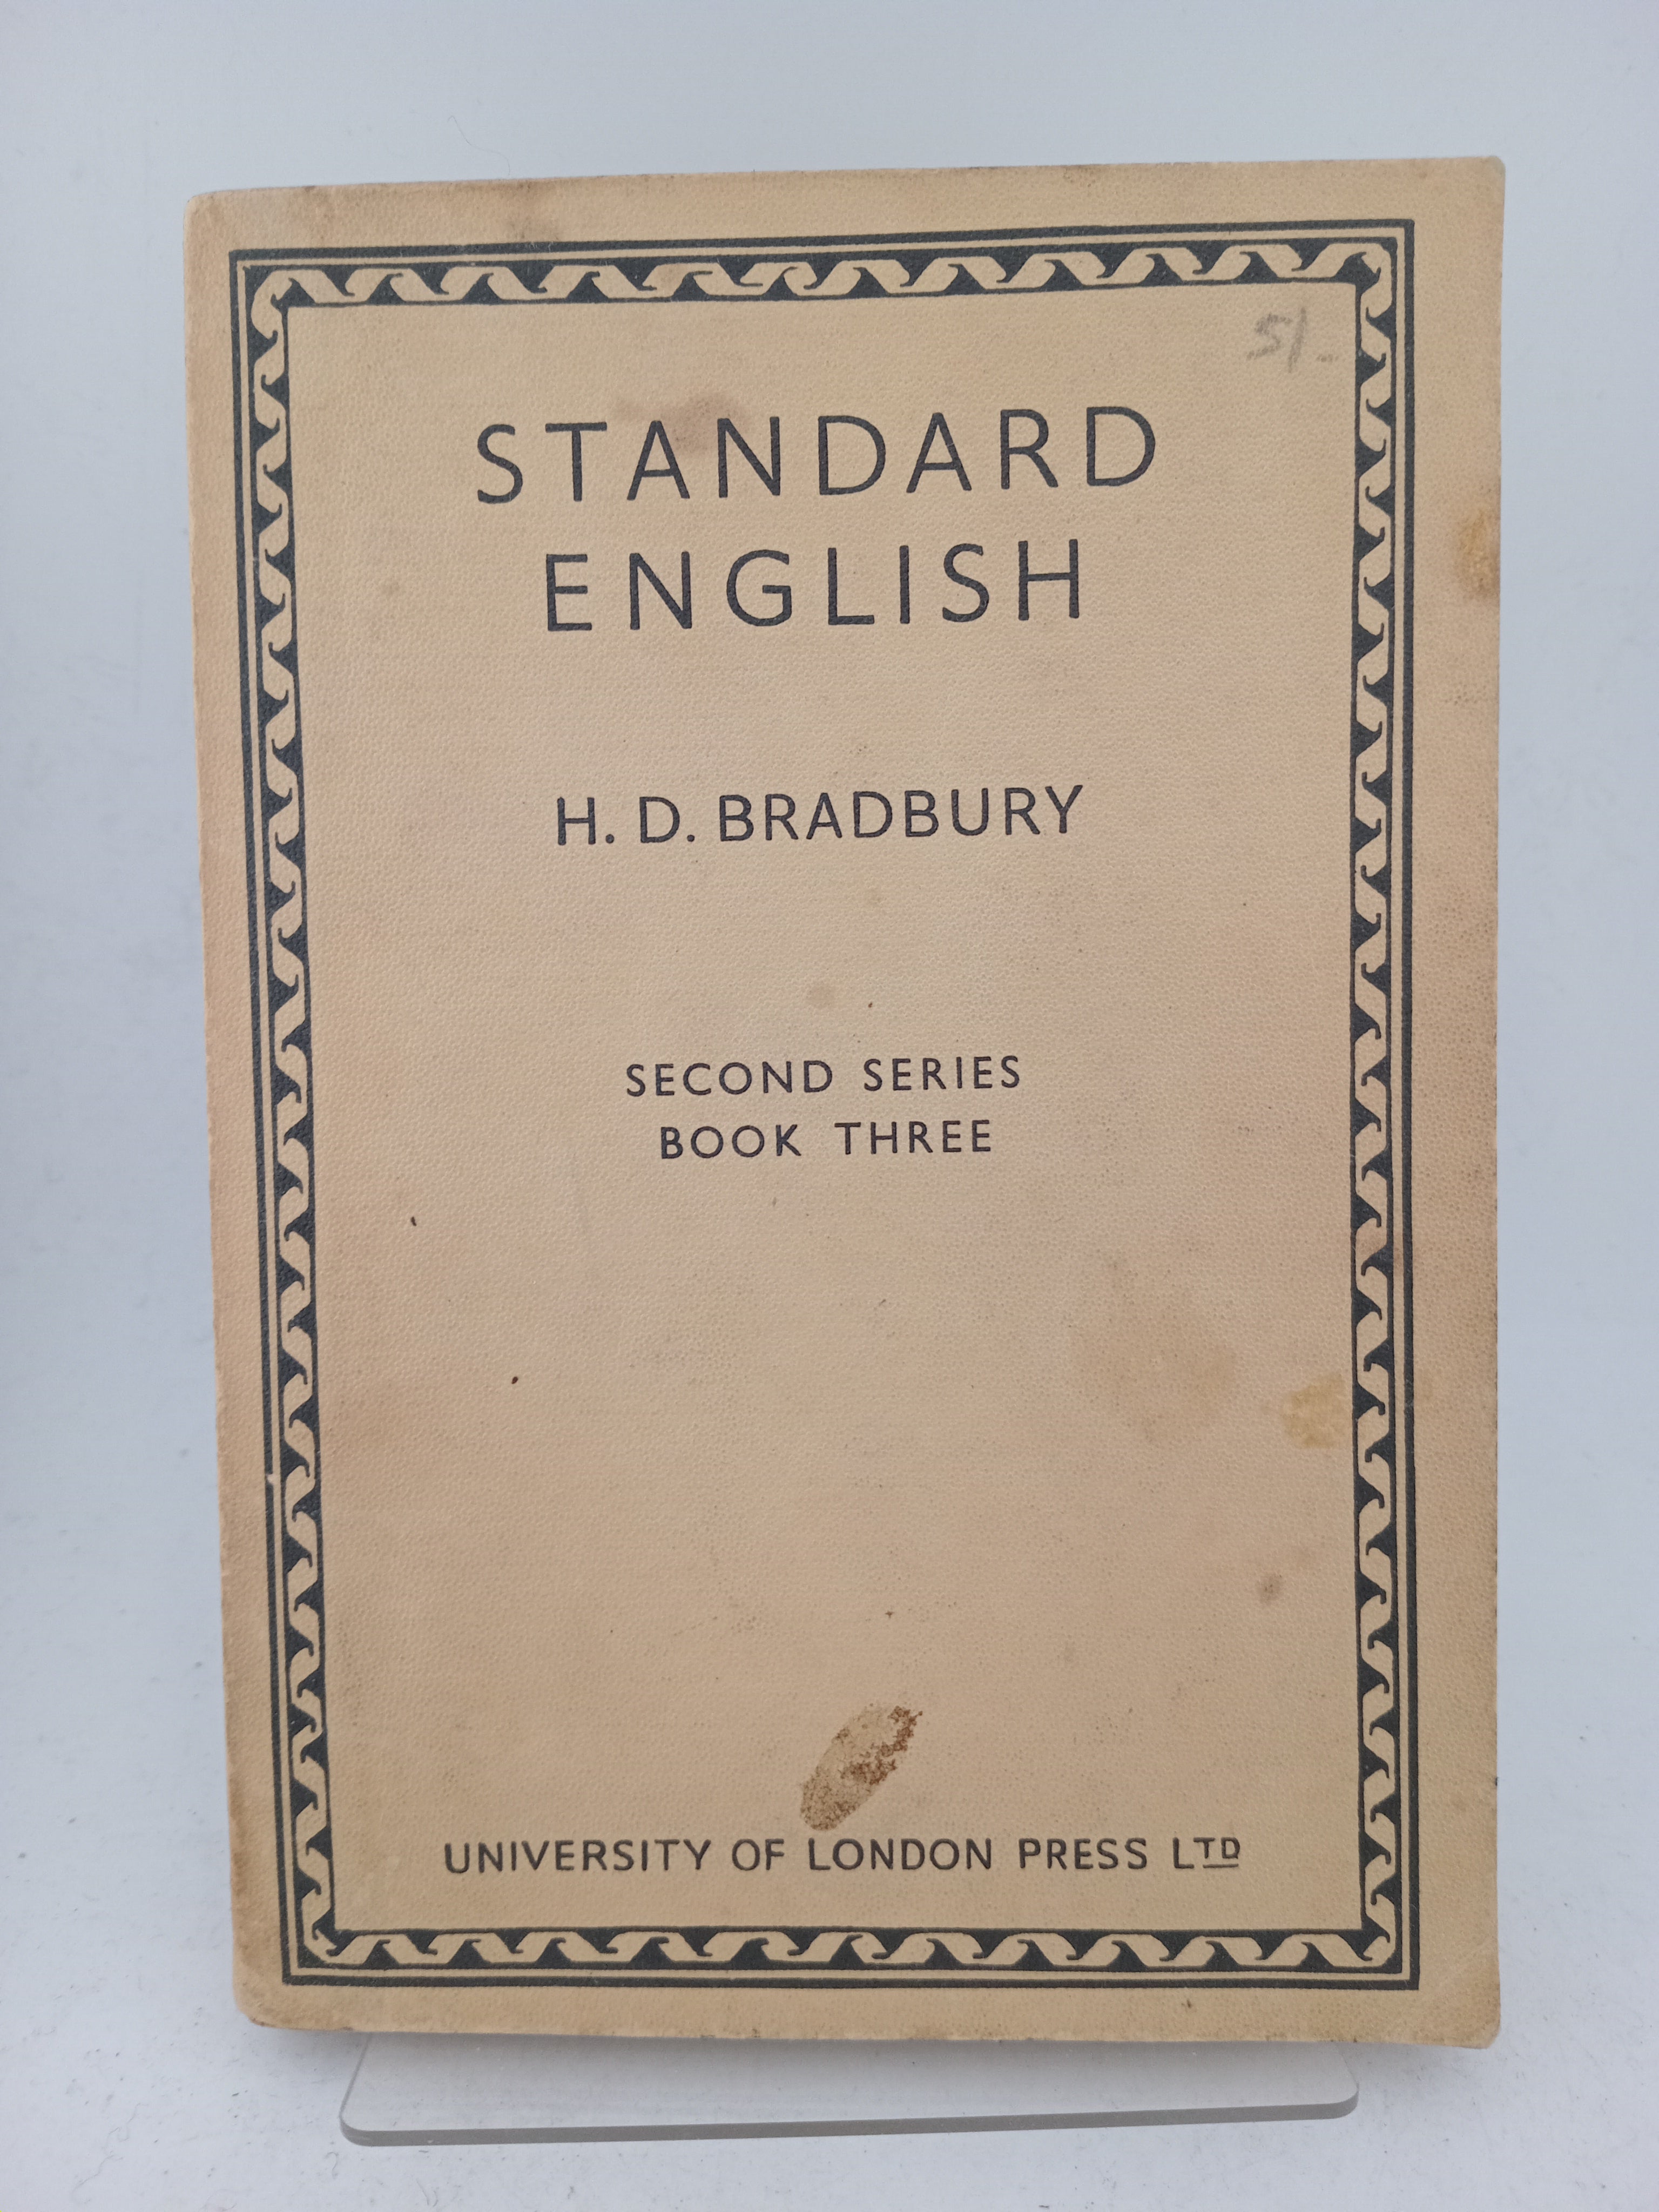 5/-
STANDARD
ENGLISH
H. D. BRADBURY
SECOND SERIES
BOOK THREE
UNIVERSITY OF LONDON PRESS LTD